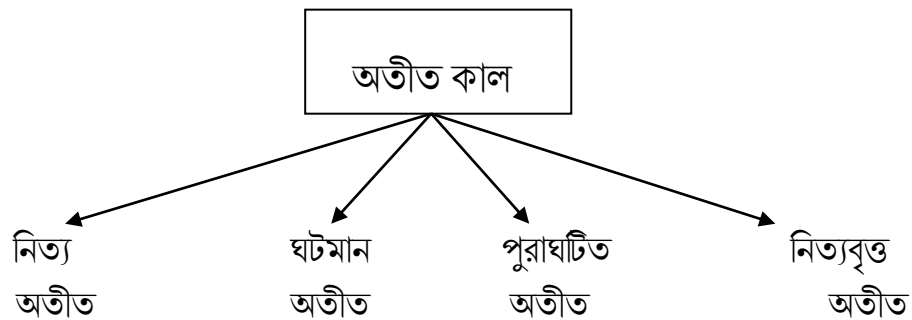 অতীত কাল
নিত্য ঘটমান পুরাঘটিত নিত্যবৃত্ত
অতীত অতীত অতীত অতীত